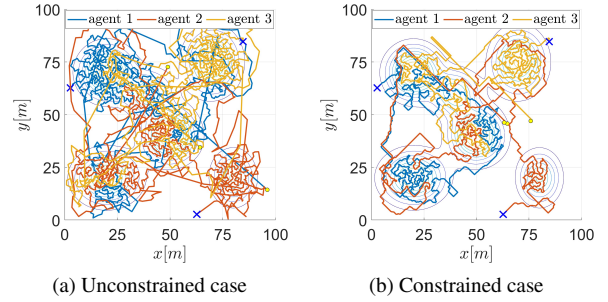 agent 1 agent 2 agent 3
100
75
50
25
0
y[m]
0 25 50 75 100
x[m]
(a) Unconstrained case
agent 1 agent 2 agent 3
100
75
50
25
0
y[m]
0 25 50 75 100
x[m]
(b) Constrained case